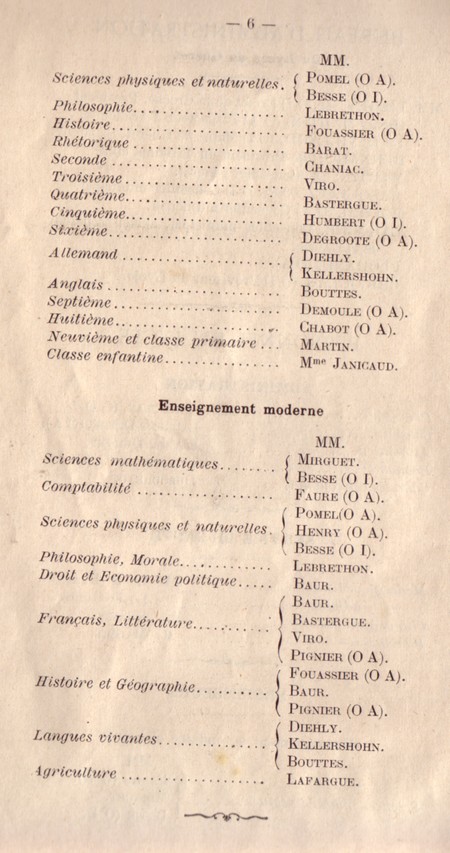 — 6 —
MM.
Sciences physiques et naturelles. { POMEL (O A).
BESSE (O I).
Philosophie.................... LEBRETHON.
Histoire....................... FOUASSIER (O A).
Rhétorique .................... BARAT.
Seconde ....................... CHANIAC.
Troisième ..................... VIRO.
Quatrième...................... BASTERGUE.
Cinquième...................... HUMBERT (O I).
Sixième........................ DEGROOTE (O A).
Allemand ...................... { DIEHLY.
KELLERSHOHN.
Anglais ....................... BOUTTES.
Septième ...................... DEMOULE (O A).
Huitième....................... CHABOT (O A).
Neuvième et classe primaire ... MARTIN.
Classe enfantine............... Mme JANICAUD.
Enseignement moderne
MM.
Sciences mathématiques........ { MIRGUET.
BESSE (O I).
Comptabilité .................. FAURE (O A).
POMEL(O A).
Sciences physiques et naturelles. { HENRY (O A).
BESSE (O I).
Philosophie, Morale............ LEBRETHON.
Droit et Economie politique..... BAUR.
BAUR.
Français, Littérature........... { BASTERGUE.
VIRO.
PIGNIER (O A).
FOUASSIER (O A).
Histoire et Géographie.......... { BAUR.
PIGNIER (O A).
DIEHLY.
Langues vivantes............... { KELLERSHOHN.
BOUTTES.
Agriculture ................... LAFARGUE.